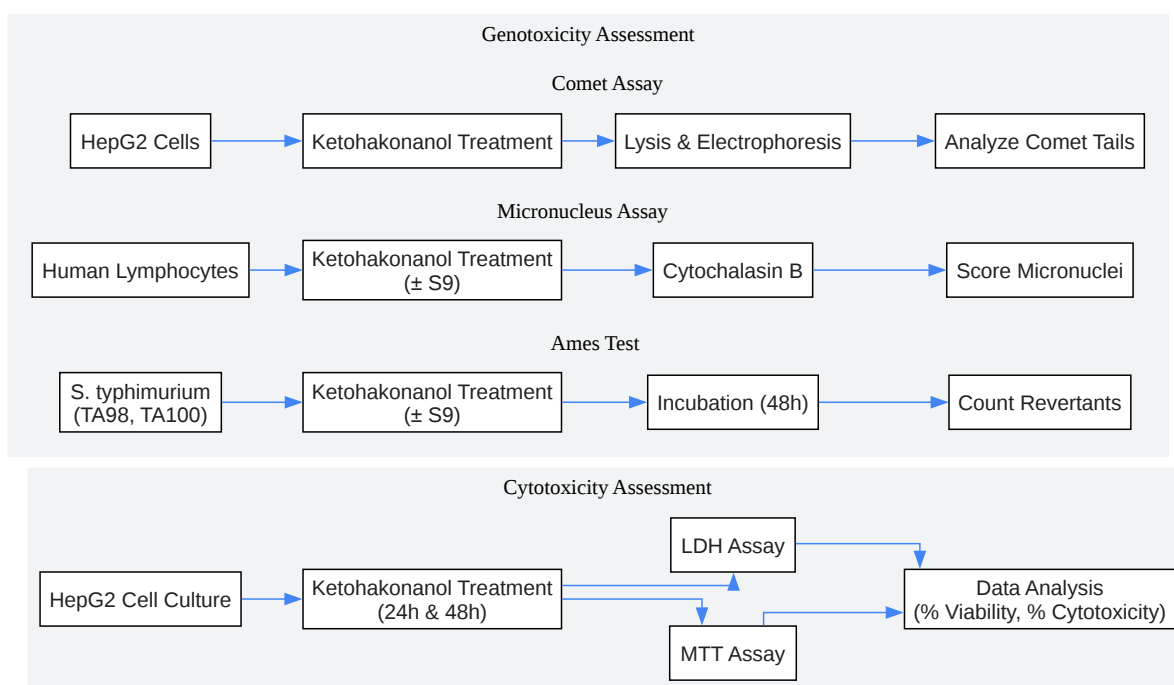 Genotoxicity Assessment
Comet Assay
HepG2 Cells
Ketohakonanol Treatment
Lysis & Electrophoresis
Analyze Comet Tails
Micronucleus Assay
Human Lymphocytes
Ketohakonanol Treatment
(± S9)
Cytochalasin B
Score Micronuclei
Ames Test
S. typhimurium
(TA98, TA100)
Ketohakonanol Treatment
(± S9)
Incubation (48h)
Count Revertants
Cytotoxicity Assessment
HepG2 Cell Culture
Ketohakonanol Treatment
(24h & 48h)
LDH Assay
MTT Assay
Data Analysis
(% Viability, % Cytotoxicity)